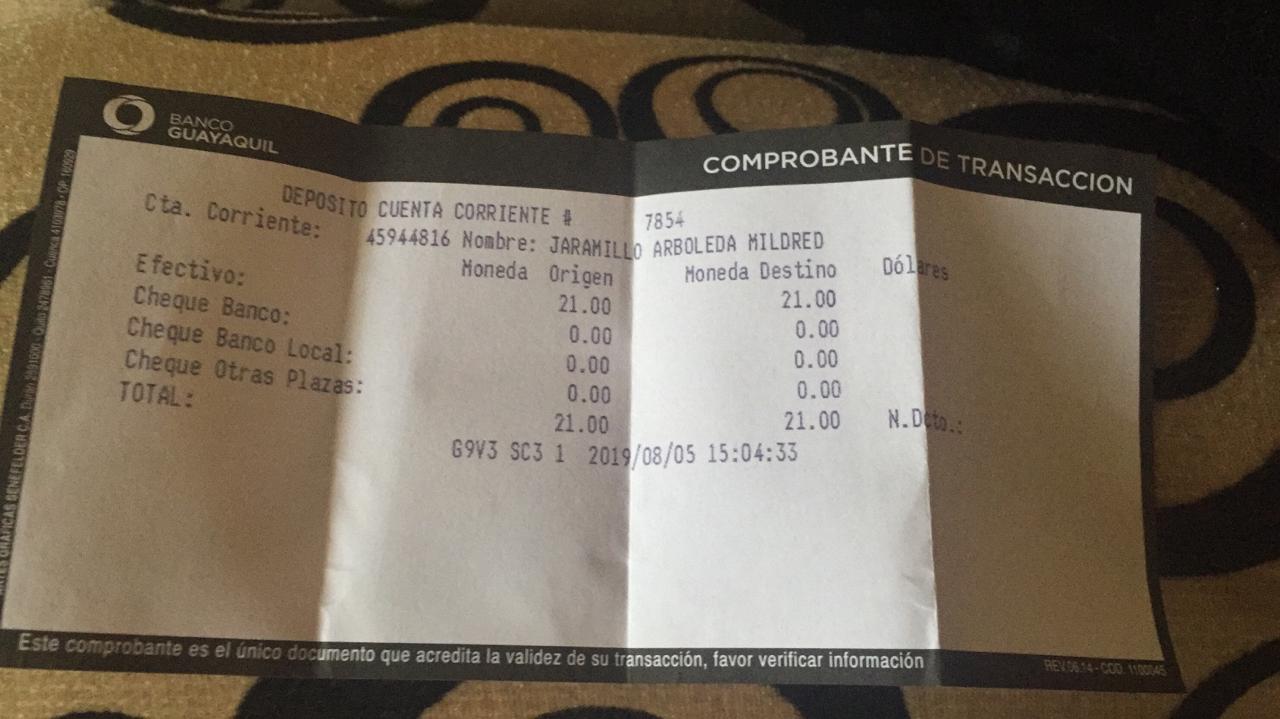 BANCO
GUAYAQUIL
COMPROBANTE DE TRANSACCION
DEPOSITO CUENTA CORRIENTE # 7854
Cta. Corriente: 45944816 Nombre: JARAMILLO ARBOLEDA MILDRED
Moneda Origen Moneda Destino Dólares
Efectivo: 21.00 21.00
Cheque Banco: 0.00 0.00
Cheque Banco Local: 0.00 0.00
Cheque Otras Plazas: 0.00 0.00
TOTAL: 21.00 21.00 N.Dcto.:
G9V3 SC3 1 2019/08/05 15:04:33
Este comprobante es el único documento que acredita la validez de su transacción, favor verificar información
REV.06.14 - COD. 1100045
GRÁFICAS SENEFELDER C.A.